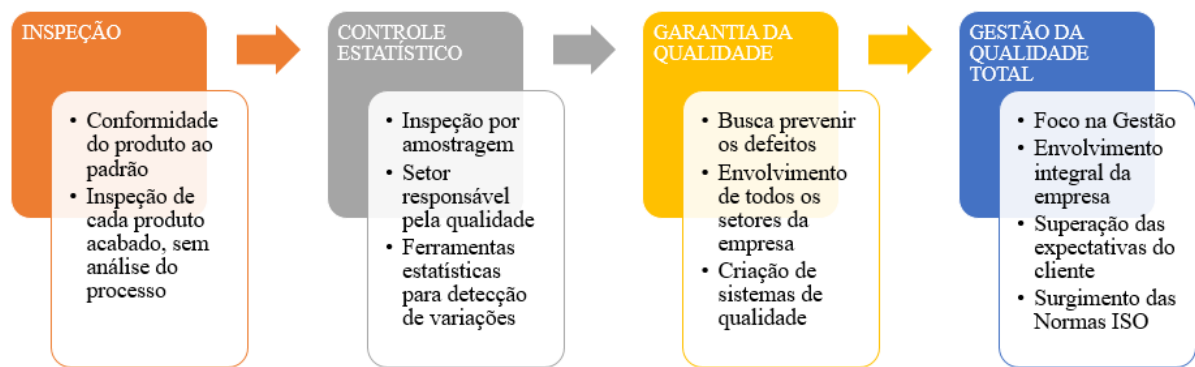 INSPEÇÃO
• Conformidade
do produto ao
padrão
• Inspeção de
cada produto
acabado, sem
análise do
processo
CONTROLE
ESTATÍSTICO
• Inspeção por
amostragem
• Setor
responsável
pela qualidade
• Ferramentas
estatísticas
para detecção
de variações
GARANTIA DA
QUALIDADE
• Busca prevenir
os defeitos
• Envolvimento
de todos os
setores da
empresa
• Criação de
sistemas de
qualidade
GESTÃO DA
QUALIDADE
TOTAL
• Foco na Gestão
• Envolvimento
integral da
empresa
• Superação das
expectativas do
cliente
• Surgimento das
Normas ISO